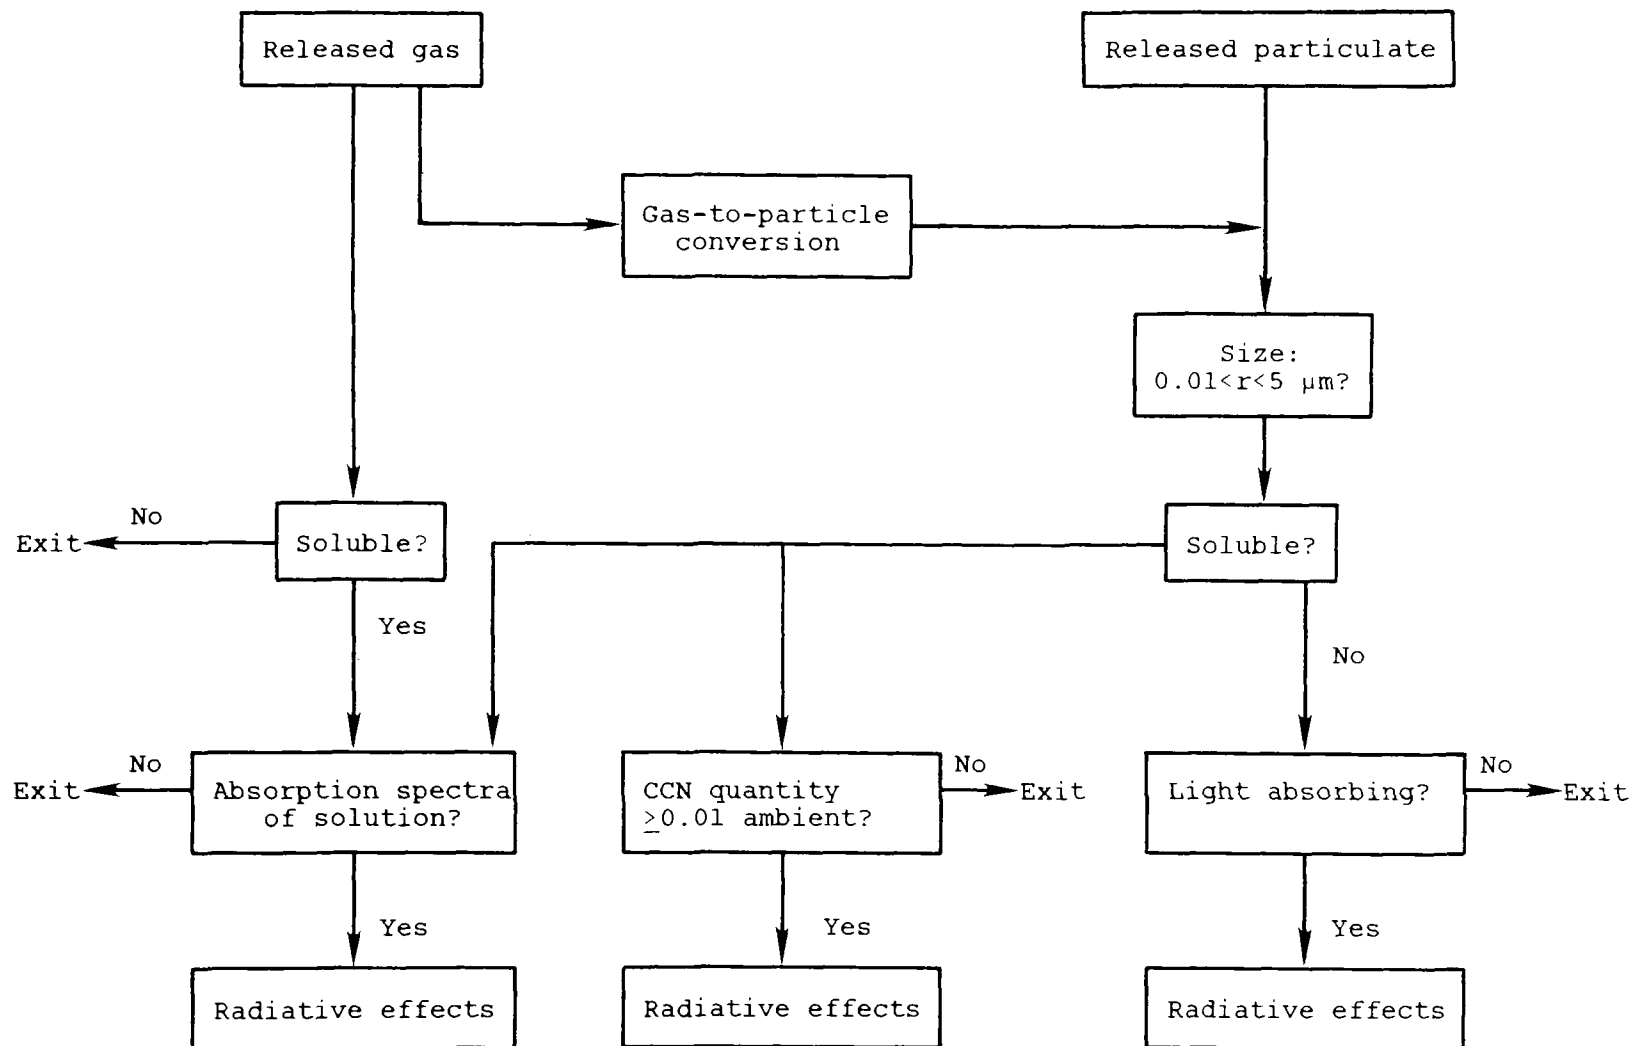 Released gas
Released particulate
Gas-to-particle
conversion
Size:
0.01<r<5 µm?
No
Exit
Soluble?
Soluble?
Yes
No
No
Exit
Absorption spectra
of solution?
CCN quantity
≥0.01 ambient?
No
Exit
Light absorbing?
No
Exit
Yes
Yes
Yes
Radiative effects
Radiative effects
Radiative effects